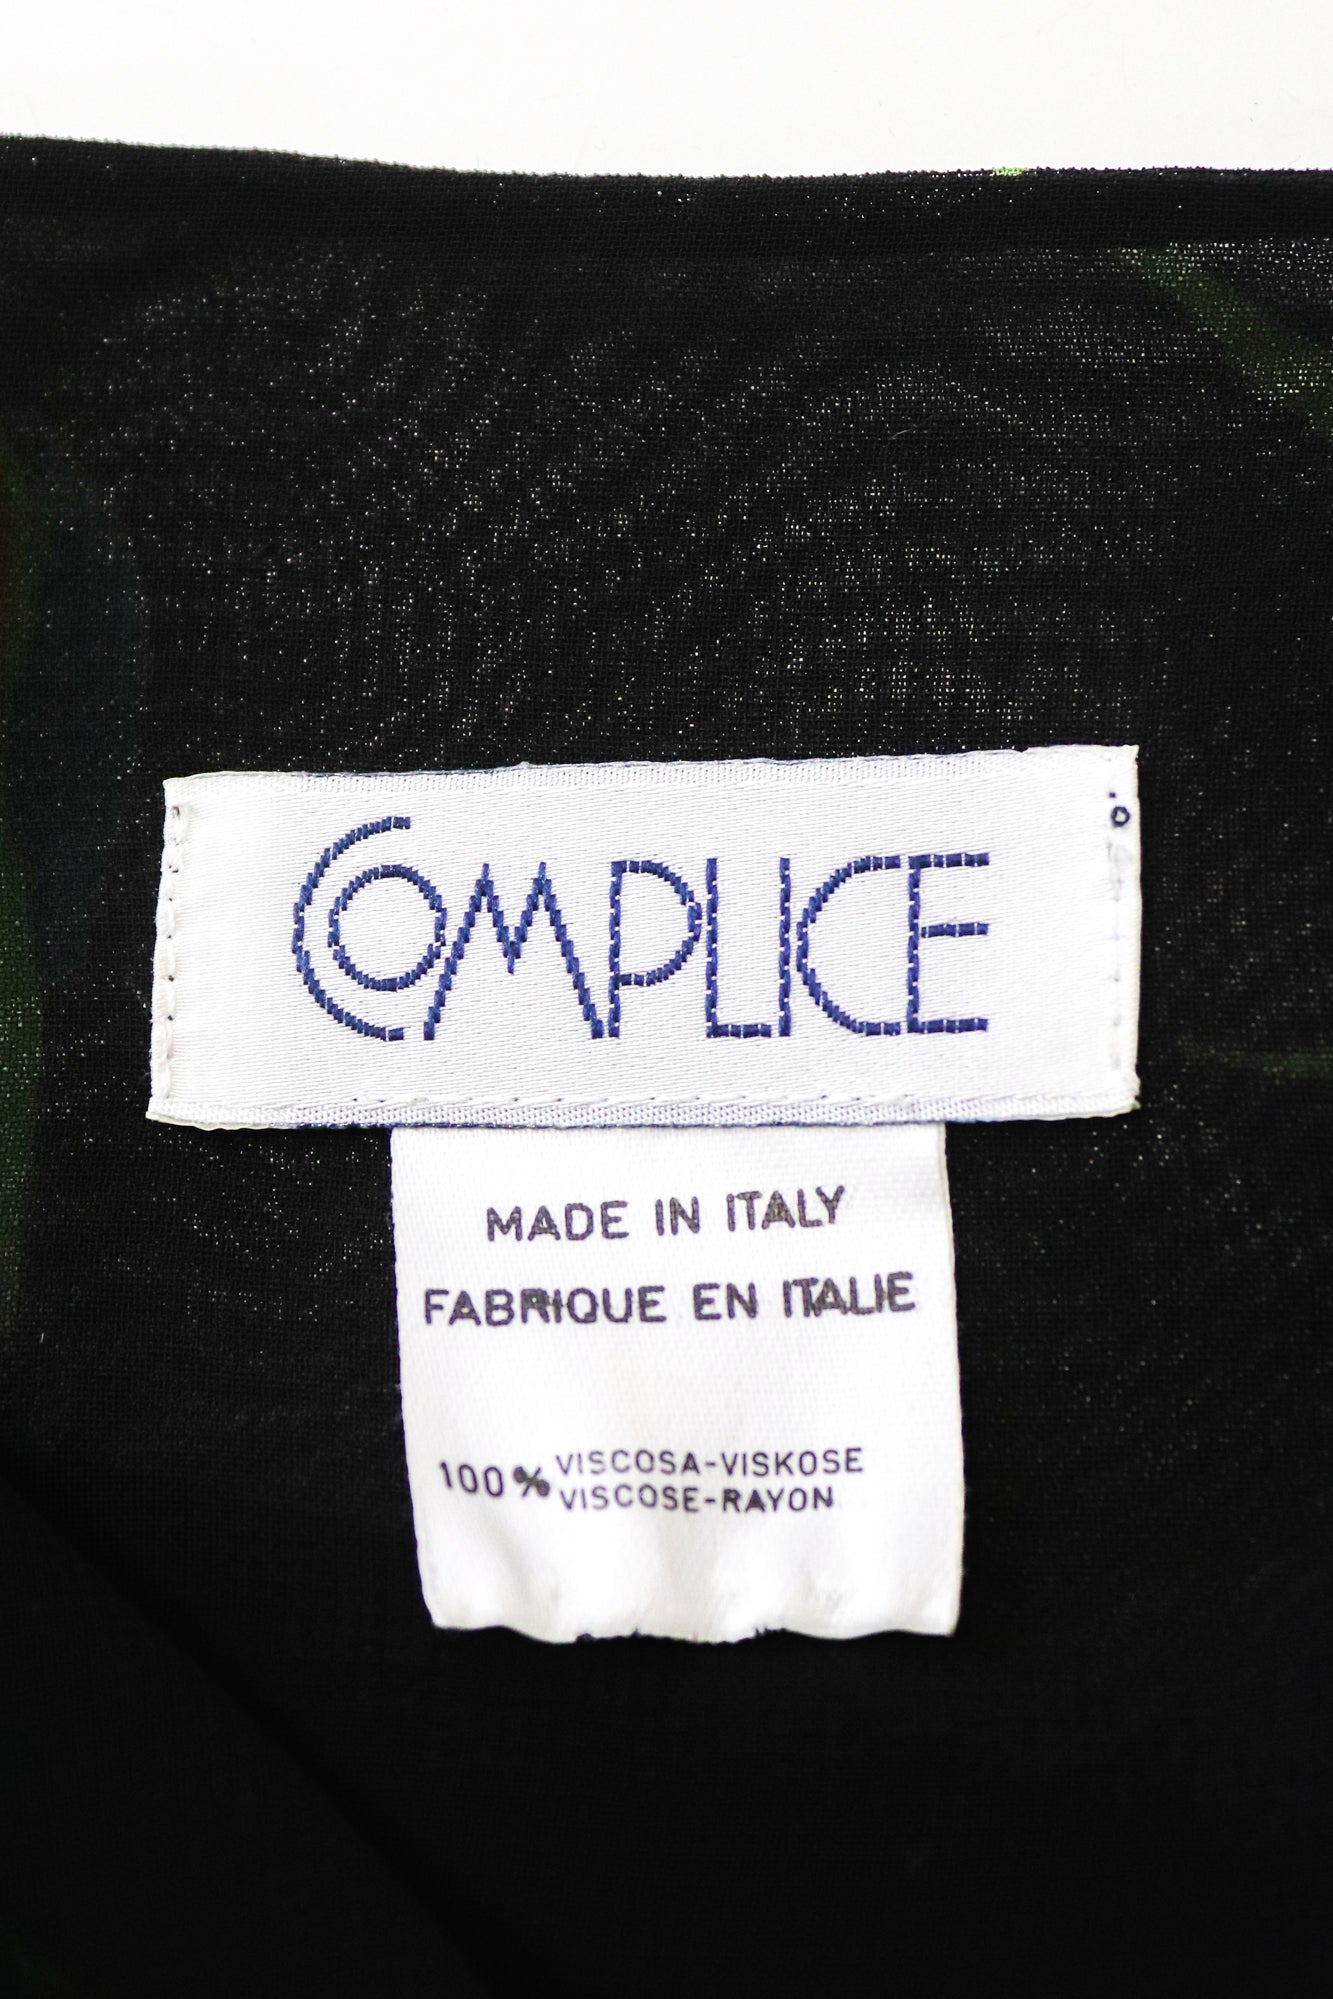 COMPLICE
MADE IN ITALY
FABRIQUE EN ITALIE
100% VISCOSA-VISKOSE
VISCOSE-RAYON